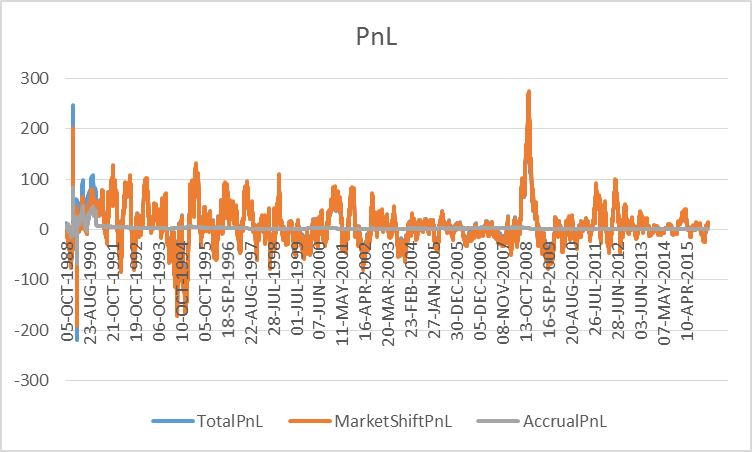 PnL
300
200
100
0
-100
-200
-300
05-OCT-1988
23-AUG-1990
21-OCT-1991
19-OCT-1992
06-OCT-1993
10-OCT-1994
05-OCT-1995
18-SEP-1996
22-AUG-1997
28-JUL-1998
01-JUL-1999
07-JUN-2000
11-MAY-2001
16-APR-2002
20-MAR-2003
23-FEB-2004
27-JAN-2005
30-DEC-2005
05-DEC-2006
08-NOV-2007
13-OCT-2008
16-SEP-2009
20-AUG-2010
26-JUL-2011
28-JUN-2012
03-JUN-2013
07-MAY-2014
10-APR-2015
TotalPnL MarketShiftPnL AccrualPnL